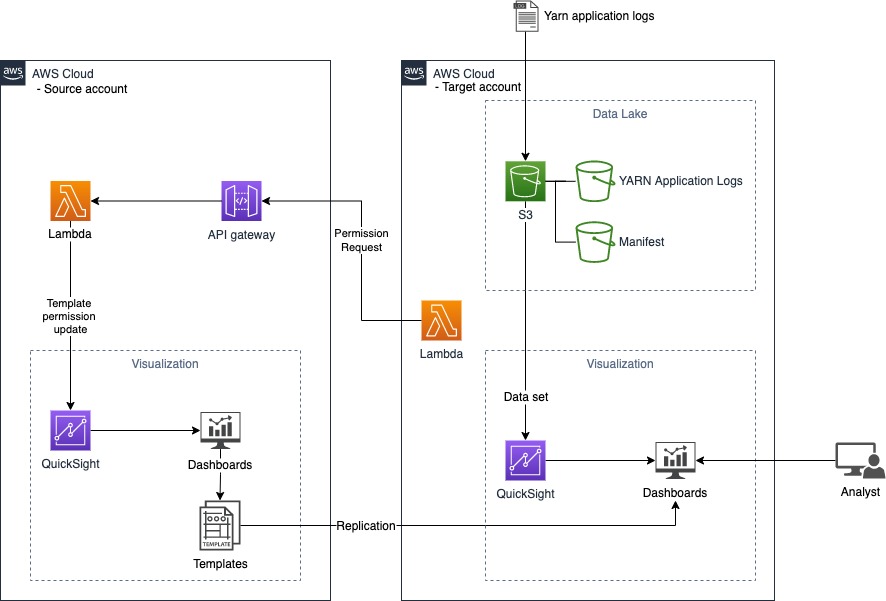 LOG
Yarn application logs
aws
AWS Cloud
- Source account
aws
AWS Cloud
- Target account
Data Lake
YARN Application Logs
S3
Manifest
Lambda
API gateway
Permission
Request
Template
permission
update
Lambda
Visualization
Visualization
Data set
QuickSight
Dashboards
QuickSight
Dashboards
Analyst
Replication
TEMPLATE
Templates